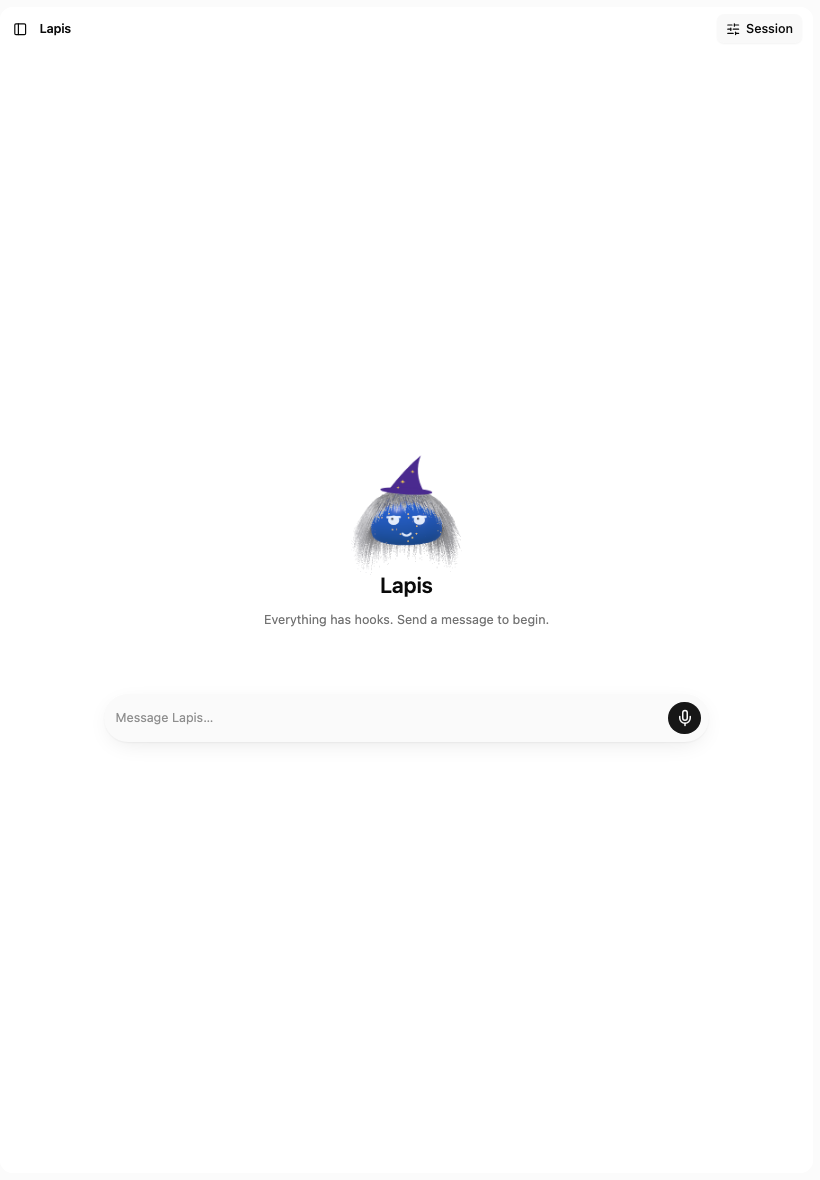 Lapis
Session
Lapis
Everything has hooks. Send a message to begin.
Message Lapis...